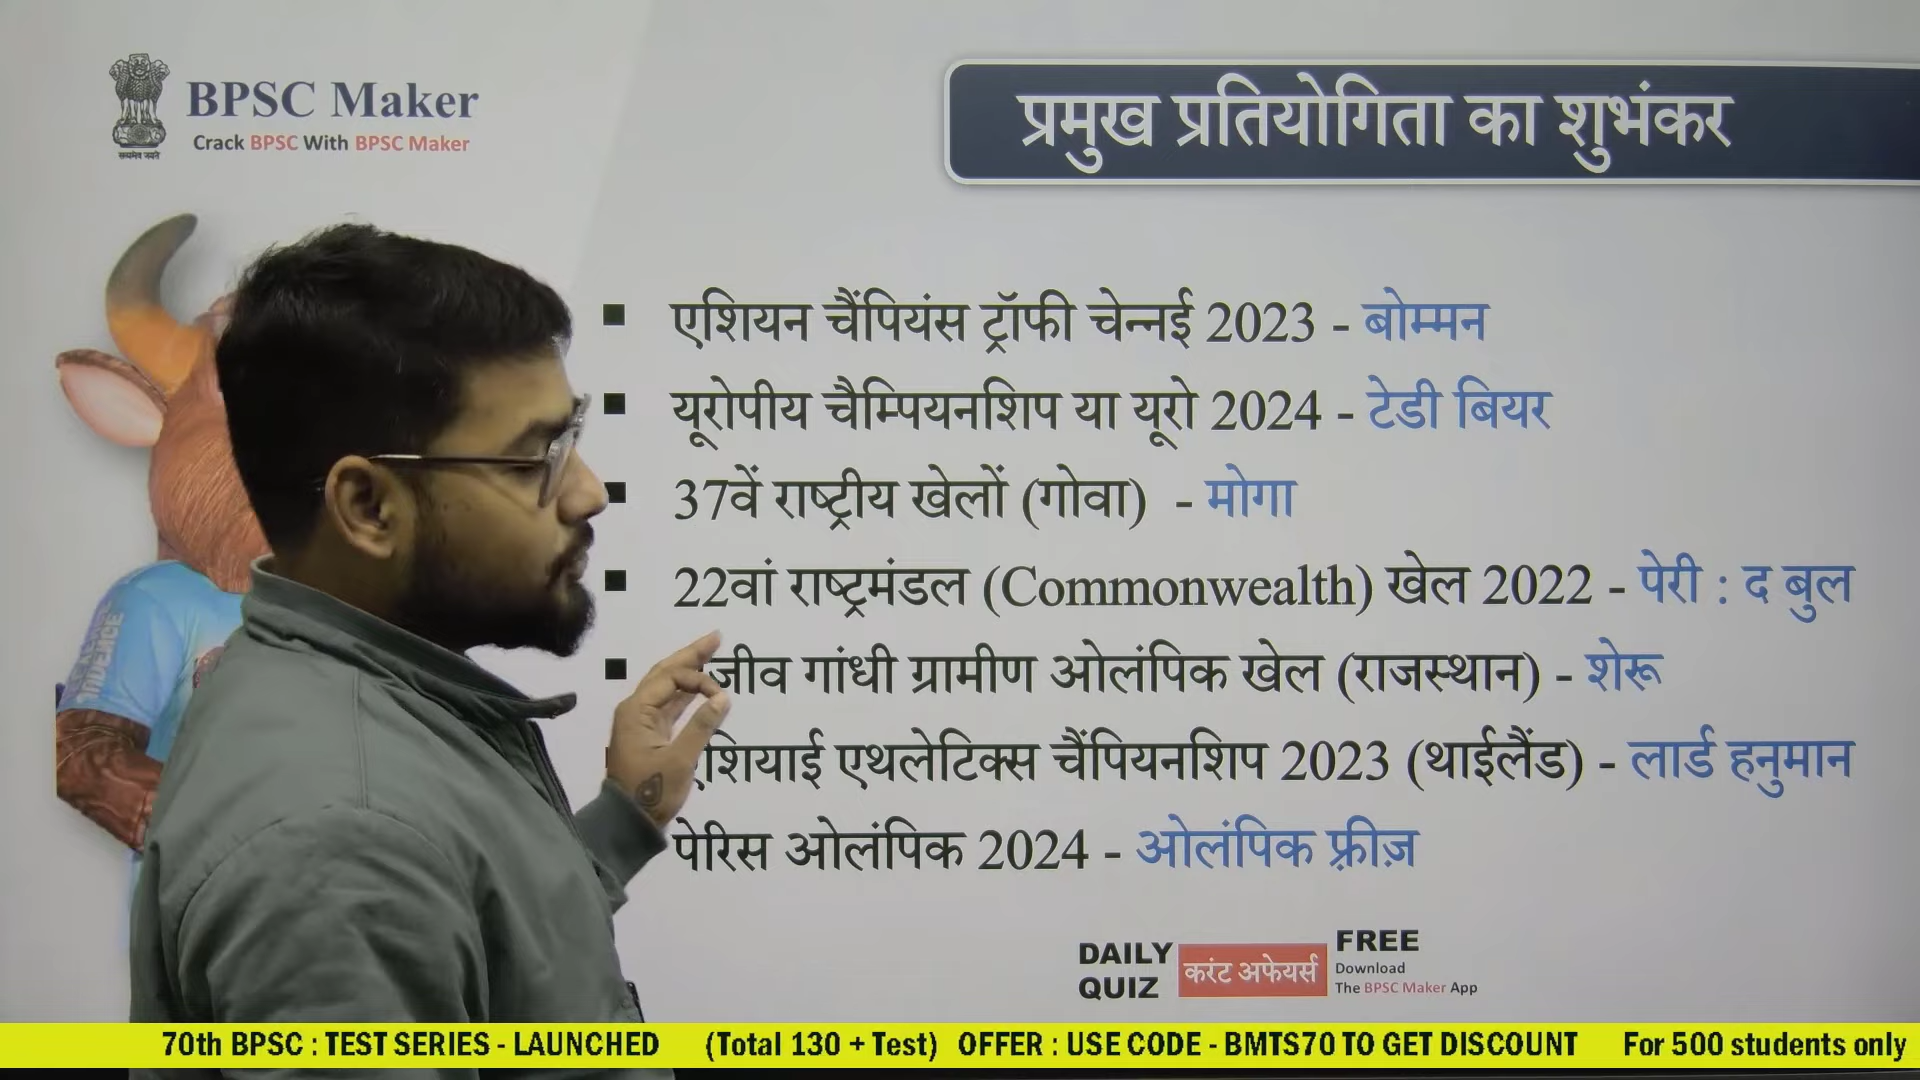 सत्यमेव जयते
BPSC Maker
Crack BPSC With BPSC Maker
प्रमुख प्रतियोगिता का शुभंकर
एशियन चैंपियंस ट्रॉफी चेन्नई 2023 - बोम्मन
यूरोपीय चैम्पियनशिप या यूरो 2024 - टेडी बियर
37वें राष्ट्रीय खेलों (गोवा) - मोगा
22वां राष्ट्रमंडल (Commonwealth) खेल 2022 - पेरी : द बुल
जीव गांधी ग्रामीण ओलंपिक खेल (राजस्थान) - शेरू
शियाई एथलेटिक्स चैंपियनशिप 2023 (थाईलैंड) - लार्ड हनुमान
पेरिस ओलंपिक 2024 - ओलंपिक फ़्रीज़
DAILY QUIZ
करंट अफेयर्स
FREE
Download
The BPSC Maker App
70th BPSC : TEST SERIES - LAUNCHED (Total 130 + Test) OFFER : USE CODE - BMTS70 TO GET DISCOUNT For 500 students only